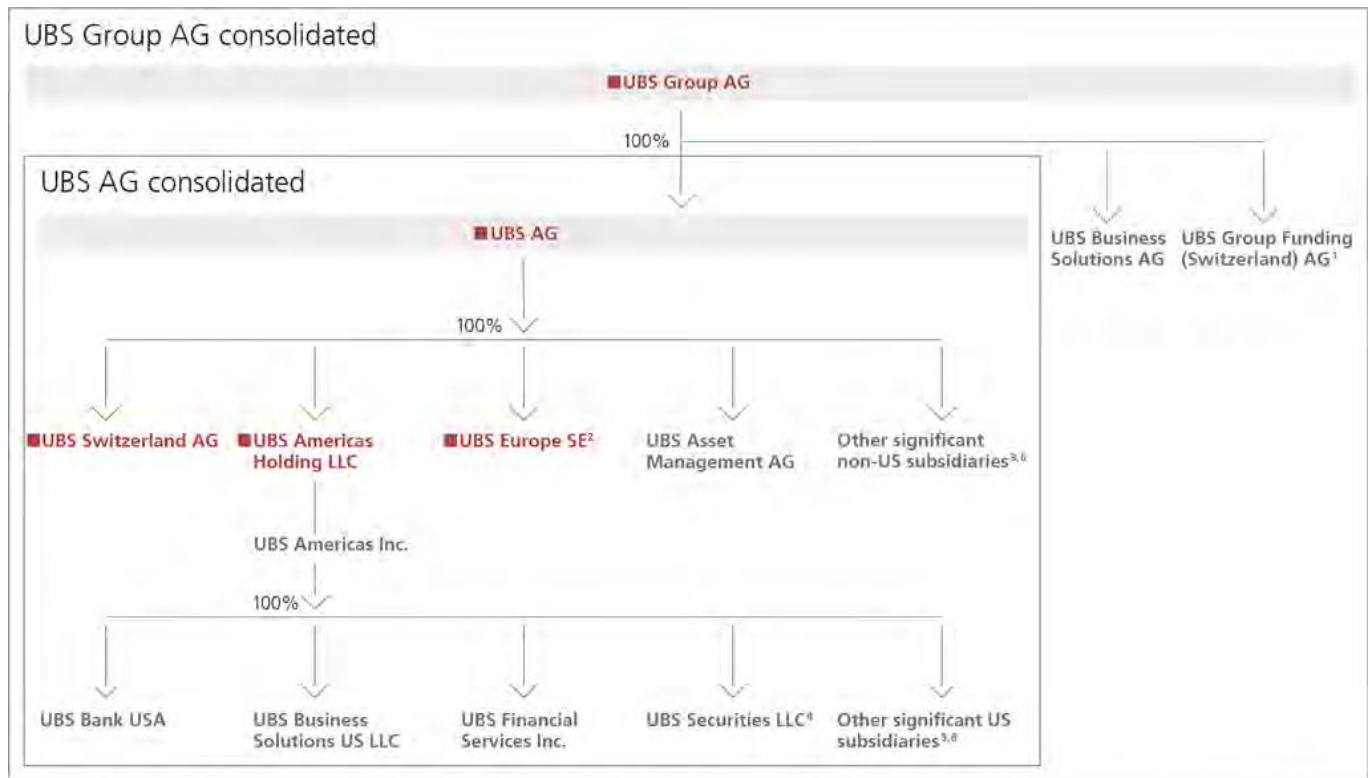 UBS Group AG consolidated
UBS Group AG
100%
UBS AG consolidated
UBS AG
UBS Business
Solutions AG
UBS Group Funding
(Switzerland) AG¹
100%
UBS Switzerland AG
UBS Americas
Holding LLC
UBS Europe SE²
UBS Asset
Management AG
Other significant
non-US subsidiaries³,⁶
UBS Americas Inc.
100%
UBS Bank USA
UBS Business
Solutions US LLC
UBS Financial
Services Inc.
UBS Securities LLC⁴
Other significant US
subsidiaries⁵,⁶